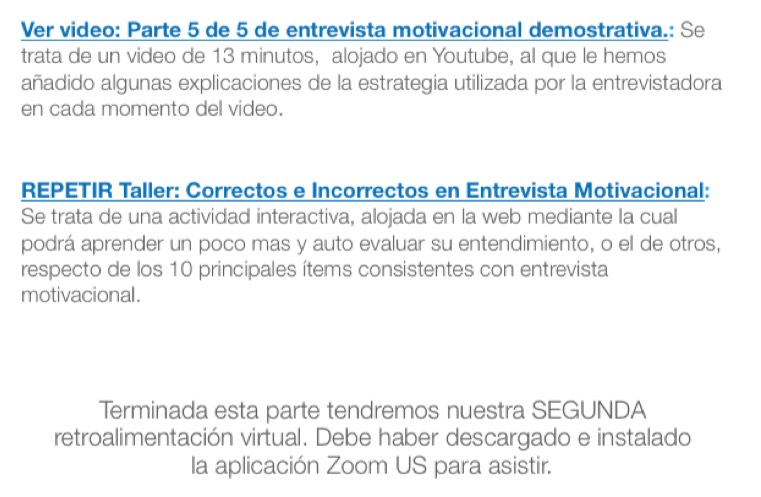 Ver video: Parte 5 de 5 de entrevista motivacional demostrativa.: Se
trata de un video de 13 minutos, alojado en Youtube, al que le hemos
añadido algunas explicaciones de la estrategia utilizada por la entrevistadora
en cada momento del video.
REPETIR Taller: Correctos e Incorrectos en Entrevista Motivacional:
Se trata de una actividad interactiva, alojada en la web mediante la cual
podrá aprender un poco mas y auto evaluar su entendimiento, o el de otros,
respecto de los 10 principales ítems consistentes con entrevista
motivacional.
Terminada esta parte tendremos nuestra SEGUNDA
retroalimentación virtual. Debe haber descargado e instalado
la aplicación Zoom US para asistir.